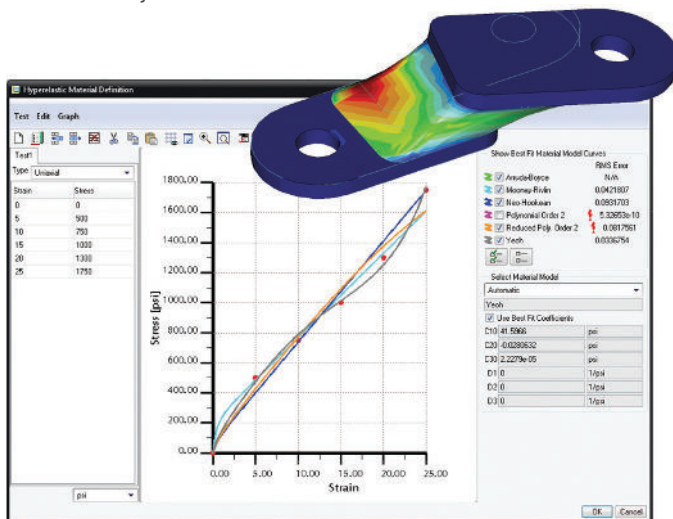 Hyperelastic Material Definition
Test Edit Graph
Test1
Type Uniaxial
Strain Stress
0 0
5 500
10 750
15 1000
20 1300
25 1750
psi
1800.00
1600.00
1400.00
1200.00
1000.00
800.00
600.00
400.00
200.00
0.00
Stress [psi]
0.00 5.00 10.00 15.00 20.00 25.00
Strain
Show Best Fit Material Model Curves
RMS Error
Arruda-Boyce N/A
Mooney-Rivlin 0.0421807
Neo-Hookean 0.0931703
Polynomial Order 2 5.32653e-10
Reduced Poly. Order 2 0.0817561
Yeoh 0.0336754
Select Material Model
Automatic
Yeoh
Use Best Fit Coefficients
C10 41.5966 psi
C20 -0.0280632 psi
C30 2.2279e-05 psi
D1 0 1/psi
D2 0 1/psi
D3 0 1/psi
OK Cancel